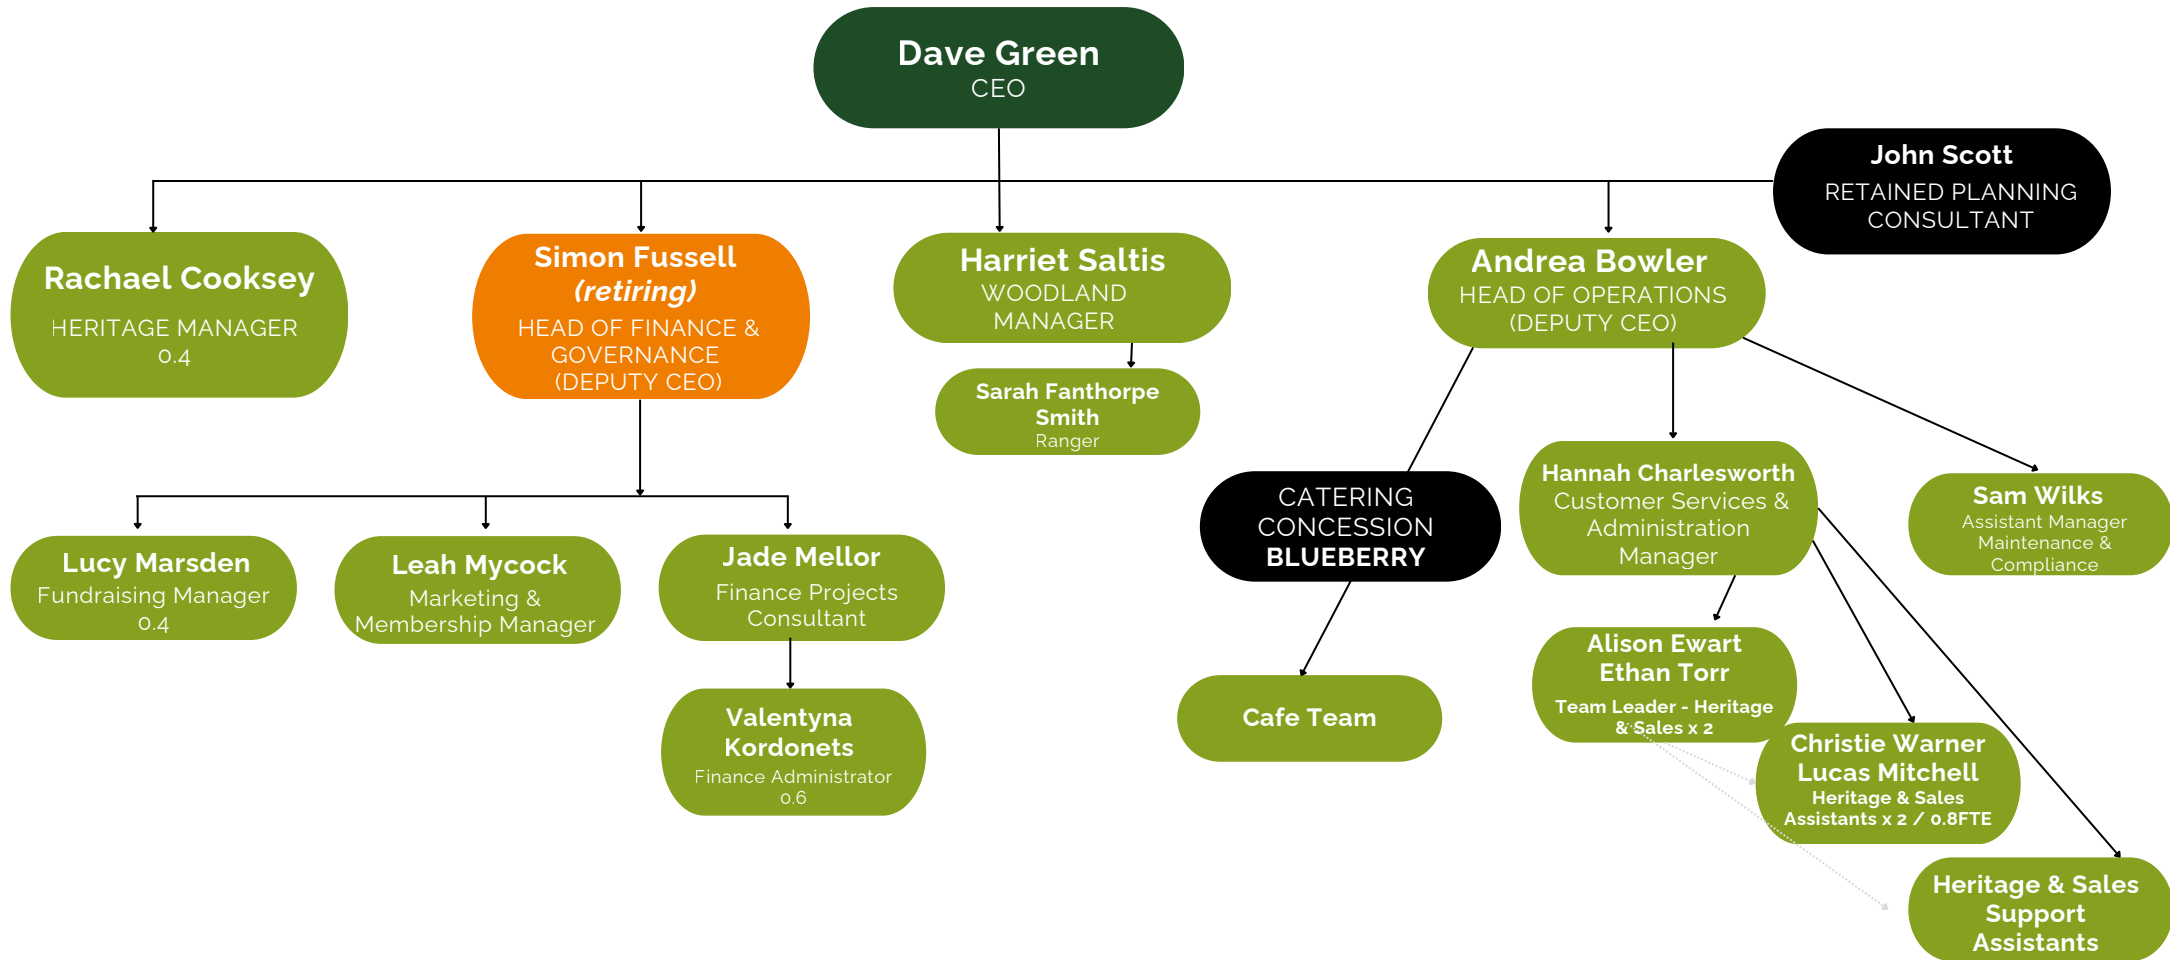 Dave Green
CEO
John Scott
RETAINED PLANNING
CONSULTANT
Rachael Cooksey
HERITAGE MANAGER
0.4
Simon Fussell
(retiring)
HEAD OF FINANCE &
GOVERNANCE
(DEPUTY CEO)
Harriet Saltis
WOODLAND
MANAGER
Andrea Bowler
HEAD OF OPERATIONS
(DEPUTY CEO)
Sarah Fanthorpe
Smith
Ranger
CATERING
CONCESSION
BLUEBERRY
Hannah Charlesworth
Customer Services &
Administration
Manager
Sam Wilks
Assistant Manager
Maintenance &
Compliance
Lucy Marsden
Fundraising Manager
0.4
Leah Mycock
Marketing &
Membership Manager
Jade Mellor
Finance Projects
Consultant
Valentyna
Kordonets
Finance Administrator
0.6
Cafe Team
Alison Ewart
Ethan Torr
Team Leader - Heritage
& Sales x 2
Christie Warner
Lucas Mitchell
Heritage & Sales
Assistants x 2 / 0.8FTE
Heritage & Sales
Support
Assistants